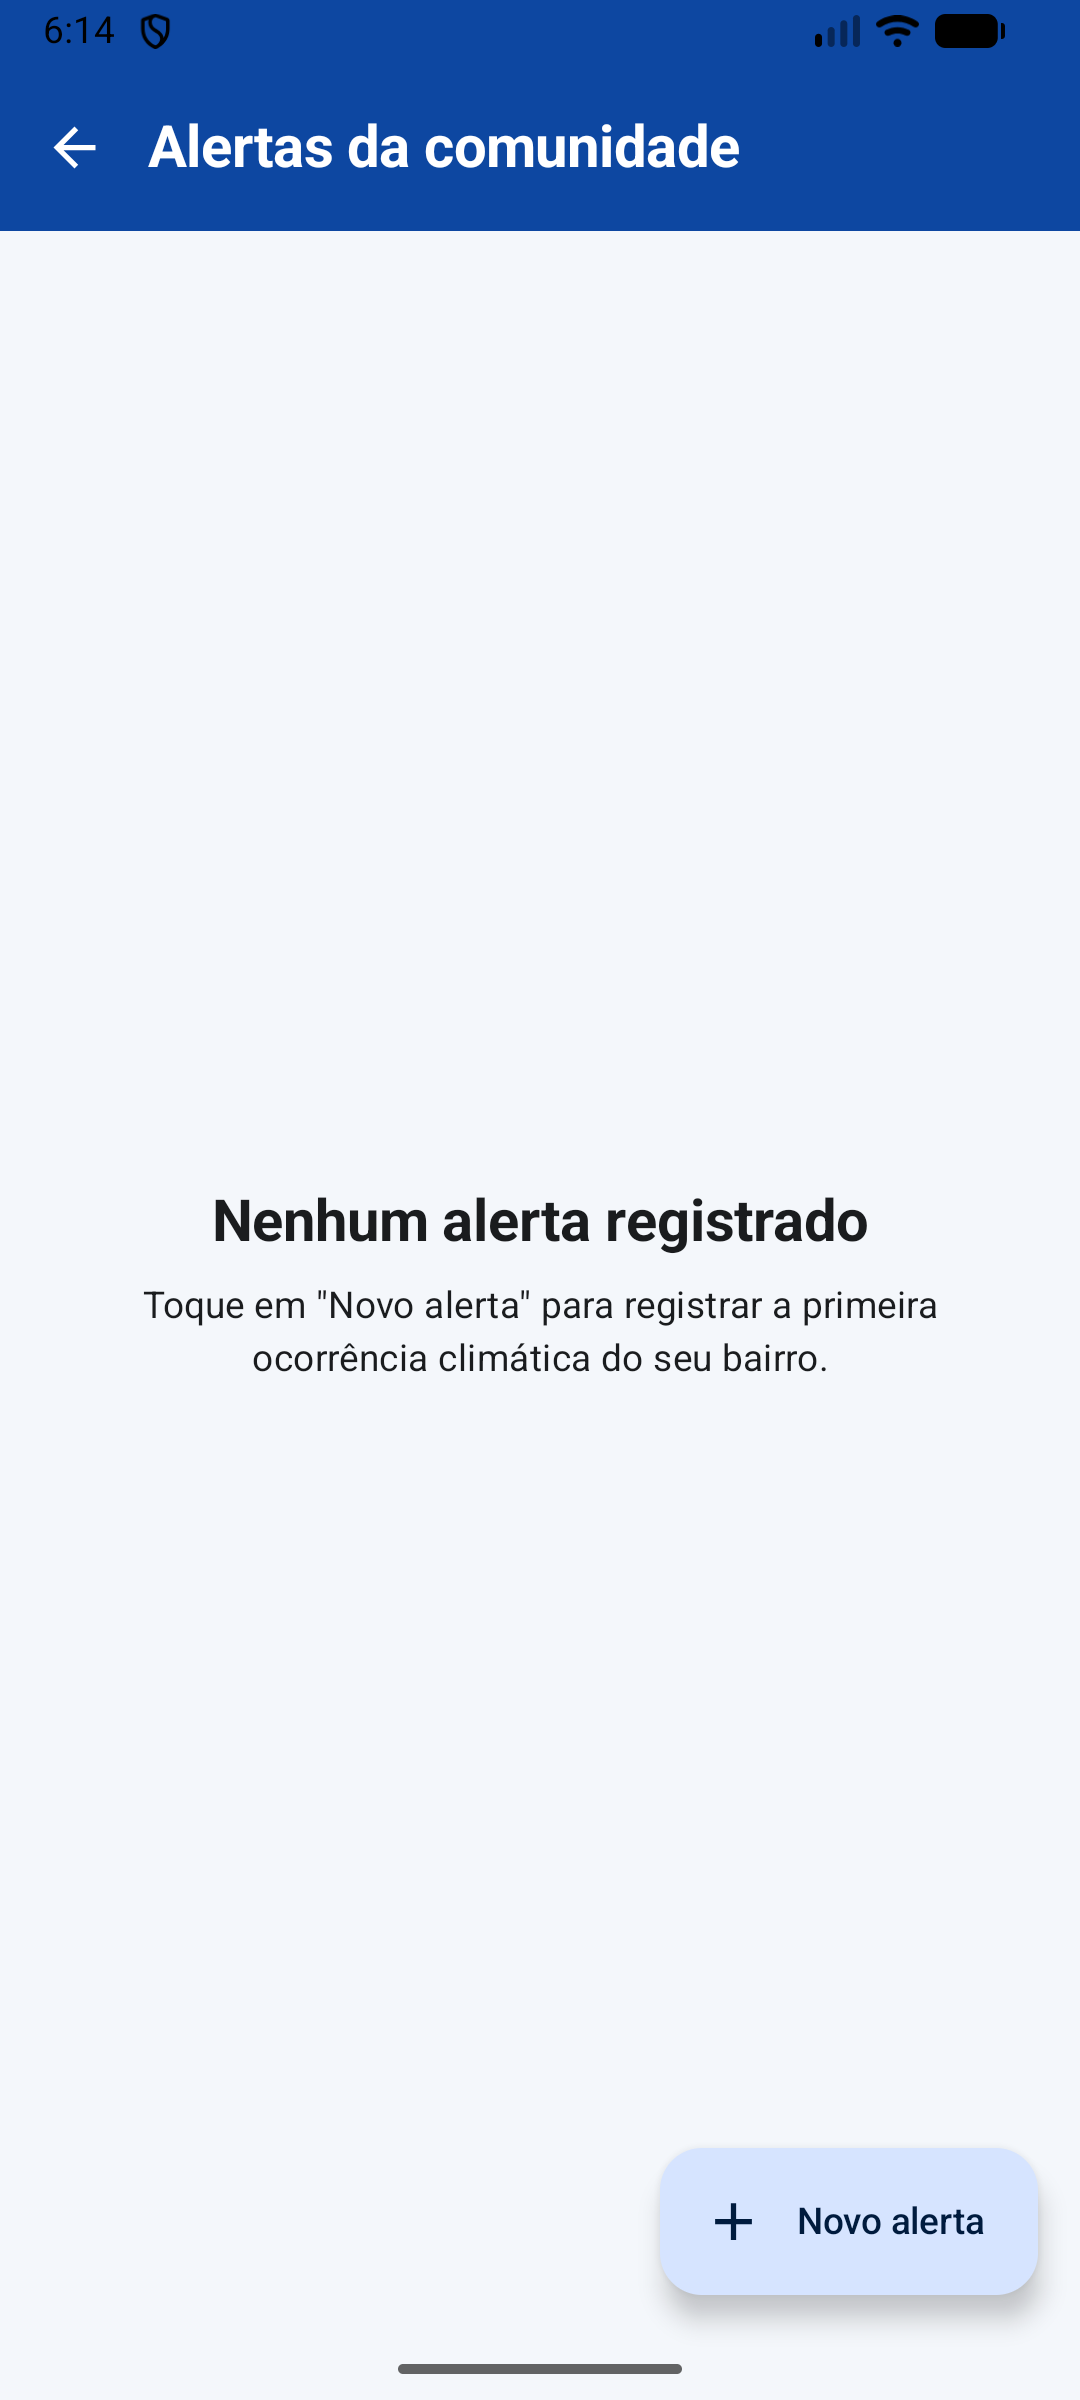 6:14
Alertas da comunidade
Nenhum alerta registrado
Toque em "Novo alerta" para registrar a primeira
ocorrência climática do seu bairro.
Novo alerta